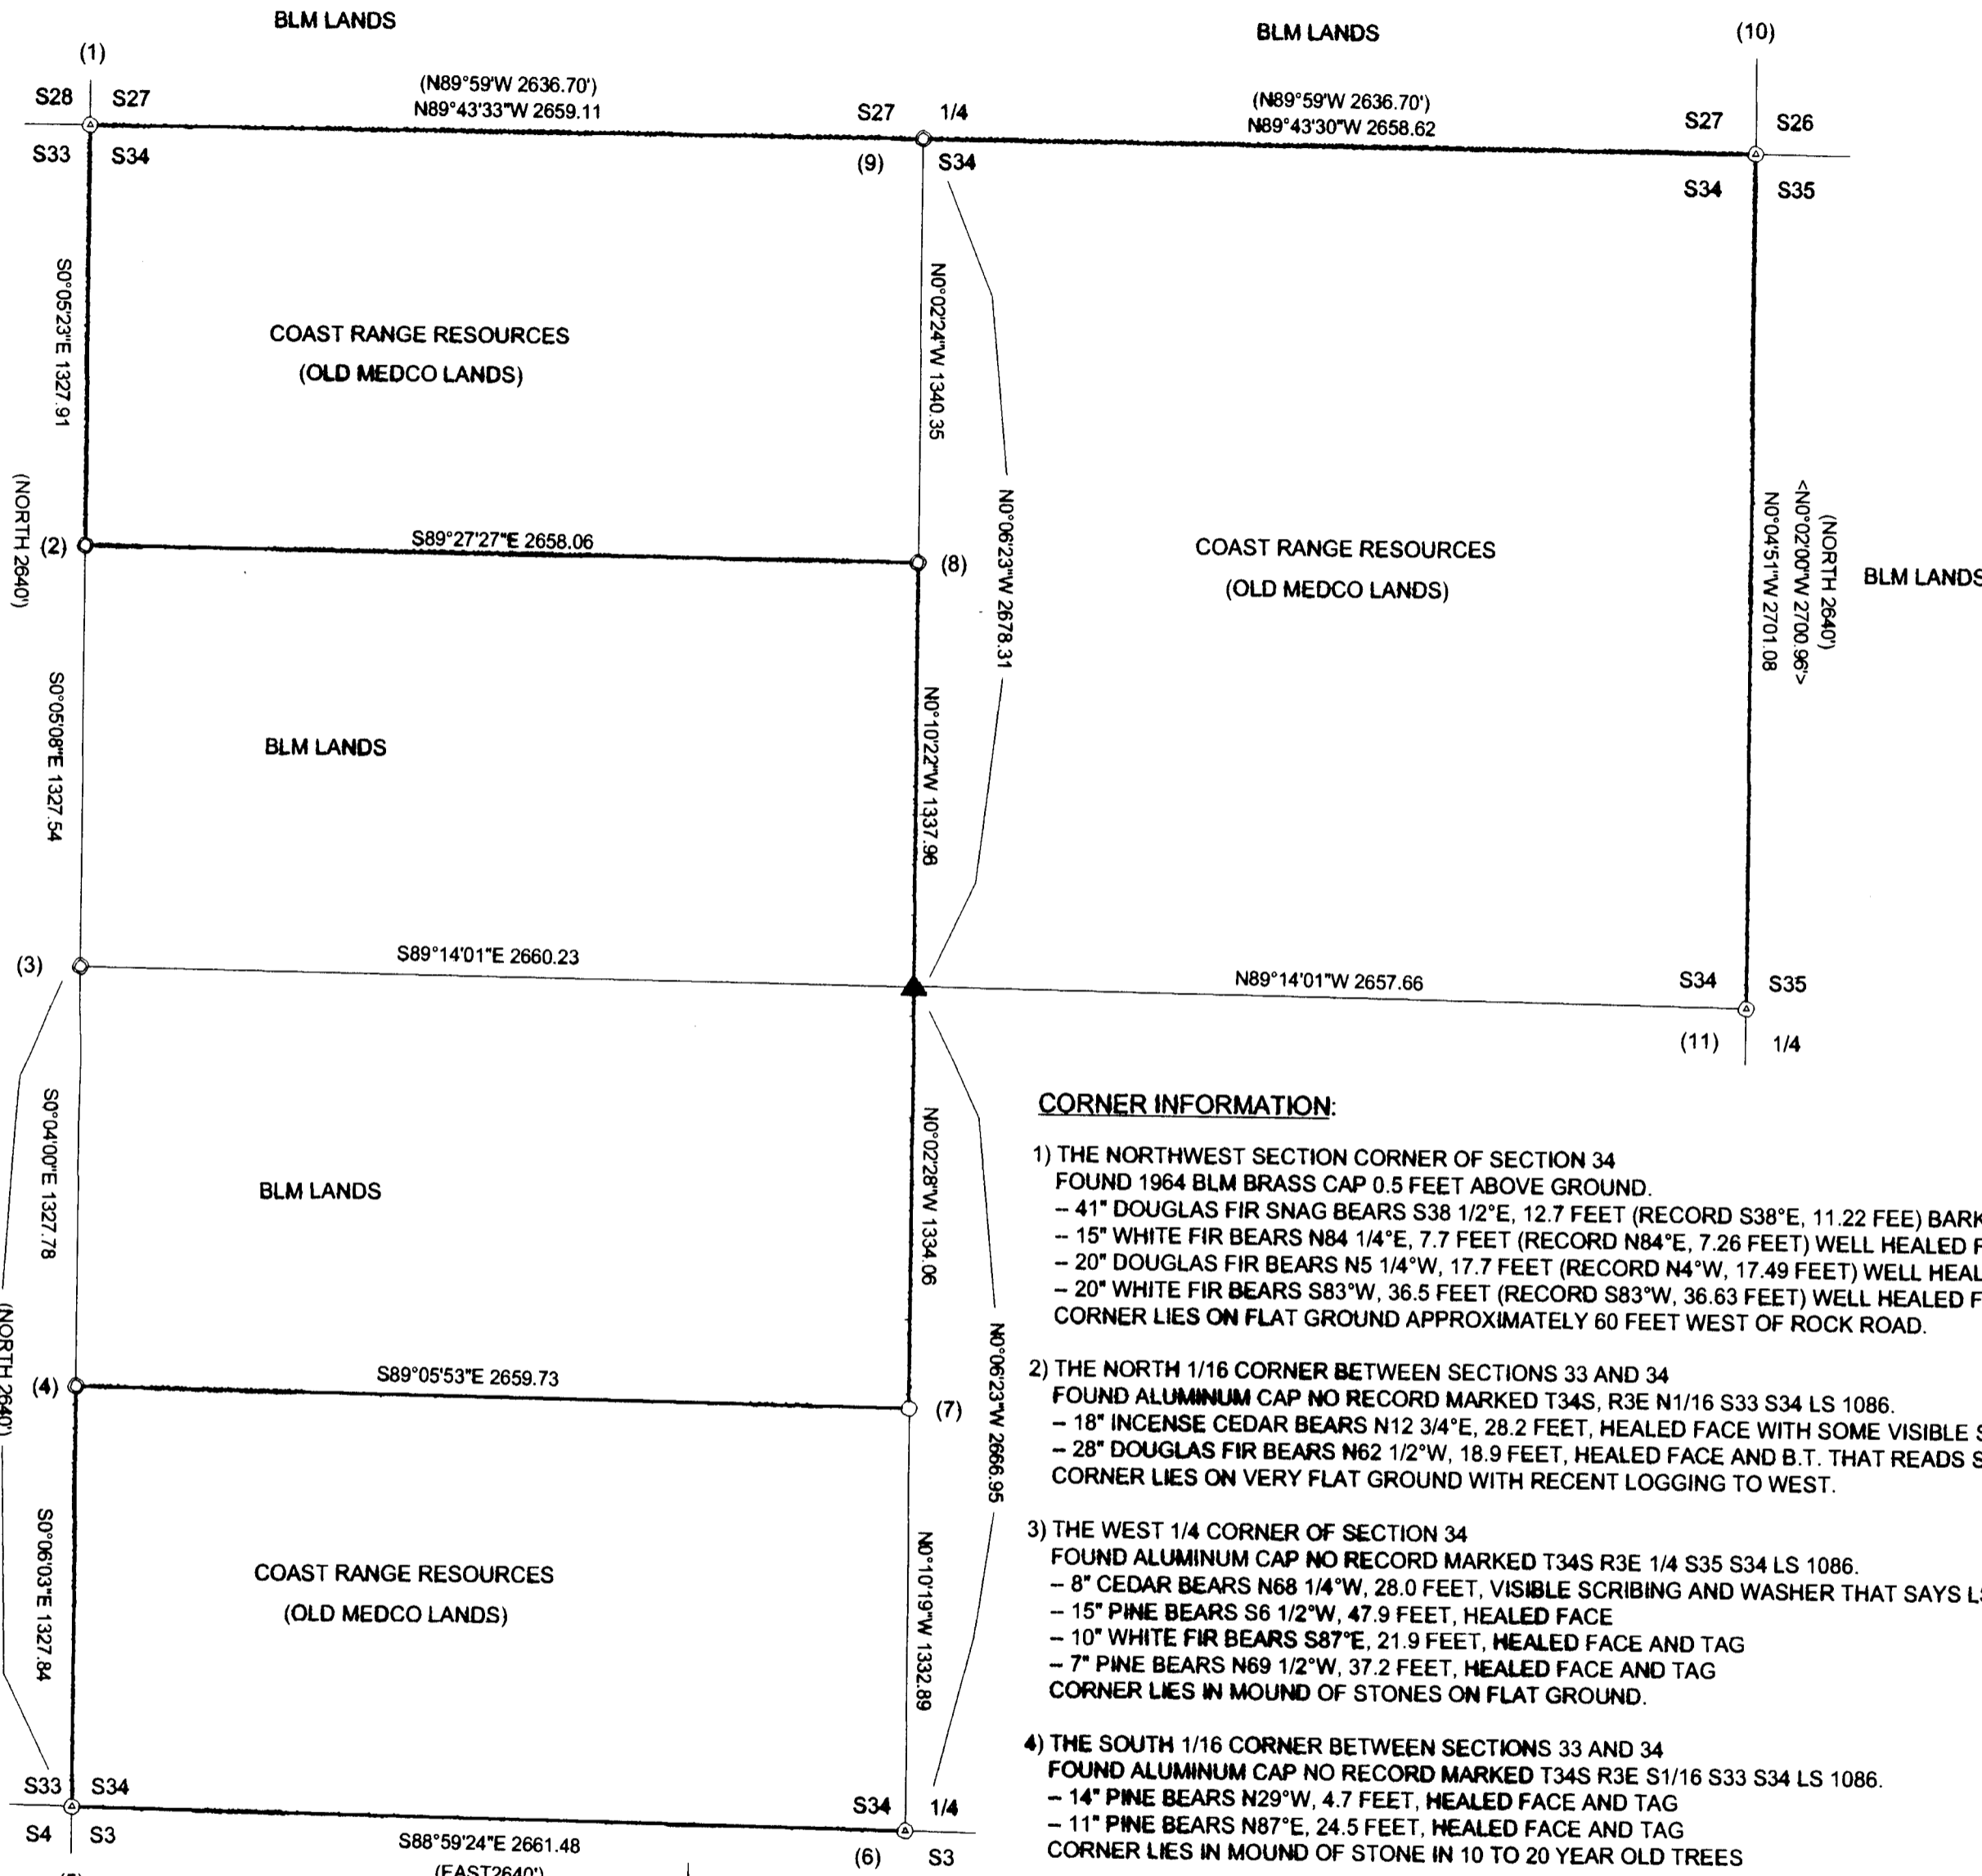 BLM LANDS
BLM LANDS
(1)
(10)
(N89°59'W 2636.70')
N89°43'33"W 2659.11
(N89°59'W 2636.70')
N89°43'30"W 2658.62
S28 S27
S27 1/4
S27 S26
S33 S34
(9) S34
S34 S35
S0°05'23"E 1327.91
COAST RANGE RESOURCES
(OLD MEDCO LANDS)
N0°02'24"W 1340.35
(NORTH 2640')
(2)
S89°27'27"E 2658.06
(8)
N0°06'23"W 2678.31
COAST RANGE RESOURCES
(OLD MEDCO LANDS)
N0°04'51"W 2701.08
<N0°02'00"W 2700.96'>
(NORTH 2640')
BLM LANDS
S0°05'08"E 1327.54
BLM LANDS
N0°10'22"W 1337.96
(3)
S89°14'01"E 2660.23
N89°14'01"W 2657.66
S34 S35
(11) 1/4
S0°04'00"E 1327.78
BLM LANDS
N0°02'28"W 1334.06
(NORTH 2640')
(4)
S89°05'53"E 2659.73
(7)
N0°06'23"W 2666.95
S0°06'03"E 1327.84
COAST RANGE RESOURCES
(OLD MEDCO LANDS)
N0°10'19"W 1332.89
S33 S34
S34 1/4
S4 S3
S88°59'24"E 2661.48
(6) S3
(EAST2640')
CORNER INFORMATION:
1) THE NORTHWEST SECTION CORNER OF SECTION 34
FOUND 1964 BLM BRASS CAP 0.5 FEET ABOVE GROUND.
– 41" DOUGLAS FIR SNAG BEARS S38 1/2°E, 12.7 FEET (RECORD S38°E, 11.22 FEE) BARK
– 15" WHITE FIR BEARS N84 1/4°E, 7.7 FEET (RECORD N84°E, 7.26 FEET) WELL HEALED F
– 20" DOUGLAS FIR BEARS N5 1/4°W, 17.7 FEET (RECORD N4°W, 17.49 FEET) WELL HEAL
– 20" WHITE FIR BEARS S83°W, 36.5 FEET (RECORD S83°W, 36.63 FEET) WELL HEALED F
CORNER LIES ON FLAT GROUND APPROXIMATELY 60 FEET WEST OF ROCK ROAD.
2) THE NORTH 1/16 CORNER BETWEEN SECTIONS 33 AND 34
FOUND ALUMINUM CAP NO RECORD MARKED T34S, R3E N1/16 S33 S34 LS 1086.
– 18" INCENSE CEDAR BEARS N12 3/4°E, 28.2 FEET, HEALED FACE WITH SOME VISIBLE S
– 28" DOUGLAS FIR BEARS N62 1/2°W, 18.9 FEET, HEALED FACE AND B.T. THAT READS S
CORNER LIES ON VERY FLAT GROUND WITH RECENT LOGGING TO WEST.
3) THE WEST 1/4 CORNER OF SECTION 34
FOUND ALUMINUM CAP NO RECORD MARKED T34S R3E 1/4 S35 S34 LS 1086.
– 8" CEDAR BEARS N68 1/4°W, 28.0 FEET, VISIBLE SCRIBING AND WASHER THAT SAYS LS
– 15" PINE BEARS S6 1/2°W, 47.9 FEET, HEALED FACE
– 10" WHITE FIR BEARS S87°E, 21.9 FEET, HEALED FACE AND TAG
– 7" PINE BEARS N69 1/2°W, 37.2 FEET, HEALED FACE AND TAG
CORNER LIES IN MOUND OF STONES ON FLAT GROUND.
4) THE SOUTH 1/16 CORNER BETWEEN SECTIONS 33 AND 34
FOUND ALUMINUM CAP NO RECORD MARKED T34S R3E S1/16 S33 S34 LS 1086.
– 14" PINE BEARS N29°W, 4.7 FEET, HEALED FACE AND TAG
– 11" PINE BEARS N87°E, 24.5 FEET, HEALED FACE AND TAG
CORNER LIES IN MOUND OF STONE IN 10 TO 20 YEAR OLD TREES